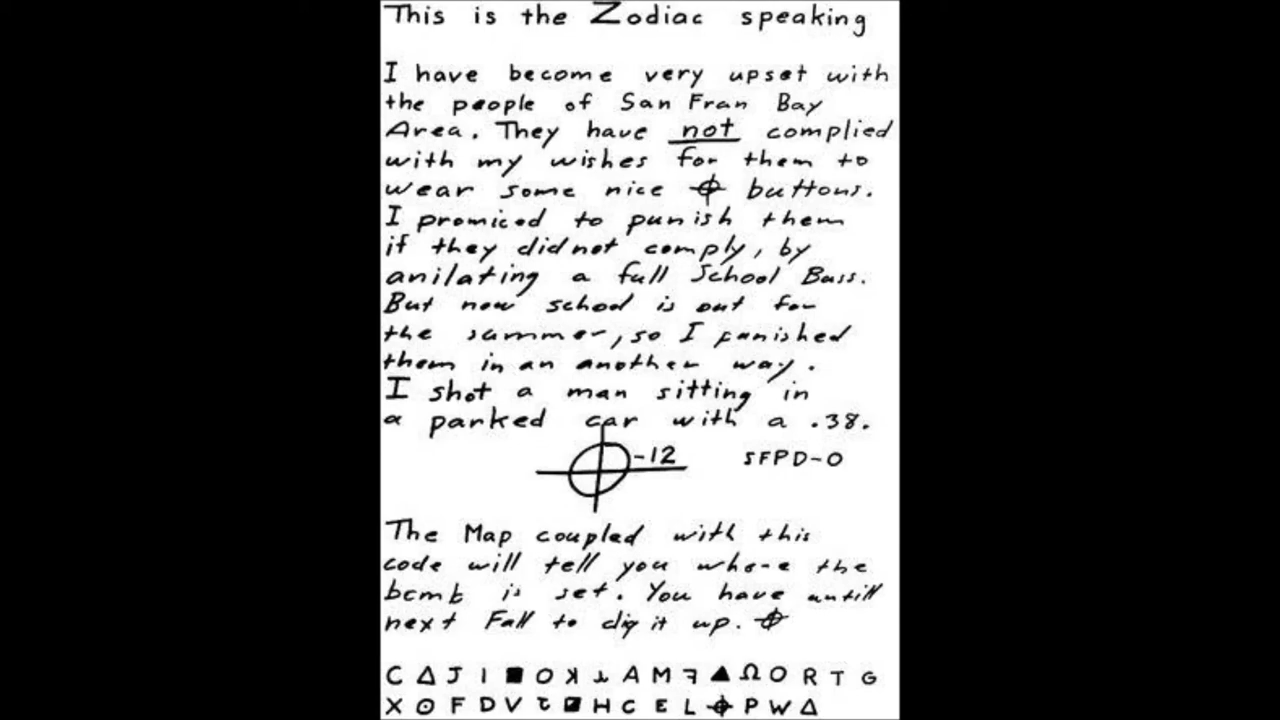 This is the Zodiac speaking
I have become very upset with
the people of San Fran Bay
Area. They have not complied
with my wishes for them to
wear some nice ⌖ buttons.
I promiced to punish them
if they did not comply, by
anilating a full School Buss.
But now school is out for
the summer, so I punished
them in an another way.
I shot a man sitting in
a parked car with a .38.
⌖-12 SFPD-0
The Map coupled with this
code will tell you where the
bomb is set. You have untill
next Fall to dig it up. ⌖
C Δ J I ■ O ꓘ ⅄ A M ꟻ ▲ Ω O R T G
X ⊙ F D V Ʇ ◪ H C E L ⌖ P W Δ